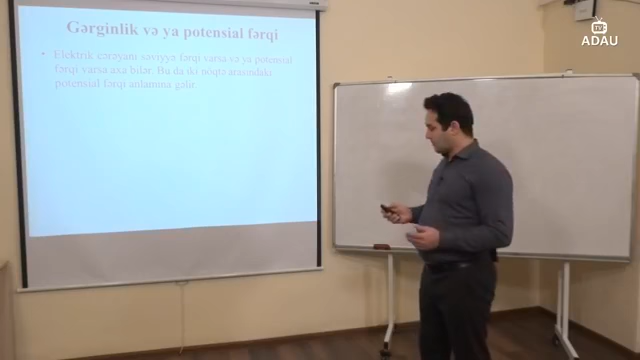 Gərginlik və ya potensial fərqi
• Elektrik cərəyanı səviyyə fərqi varsa və ya potensial
fərqi varsa axa bilər. Bu da iki nöqtə arasındakı
potensial fərqi anlamına gəlir.
TV
ADAU